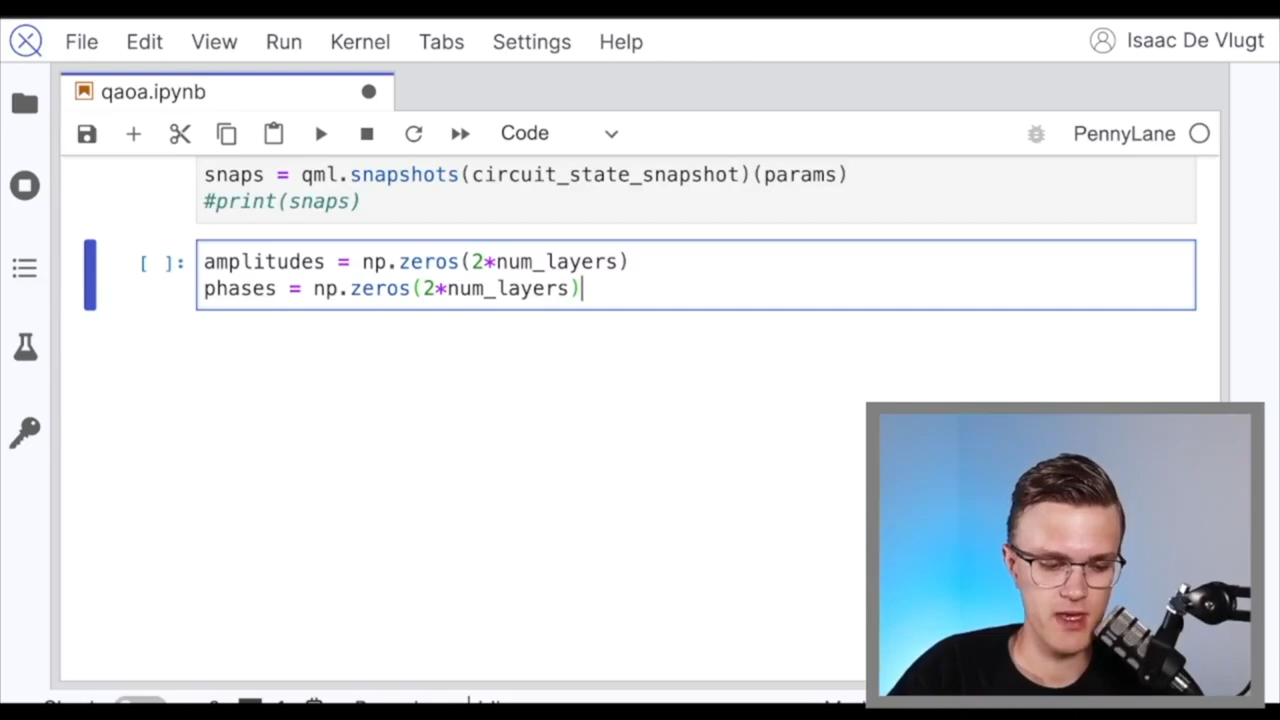 File Edit View Run Kernel Tabs Settings Help Isaac De Vlugt
qaoa.ipynb
Code PennyLane
snaps = qml.snapshots(circuit_state_snapshot)(params)
#print(snaps)
[ ]: amplitudes = np.zeros(2*num_layers)
phases = np.zeros(2*num_layers)